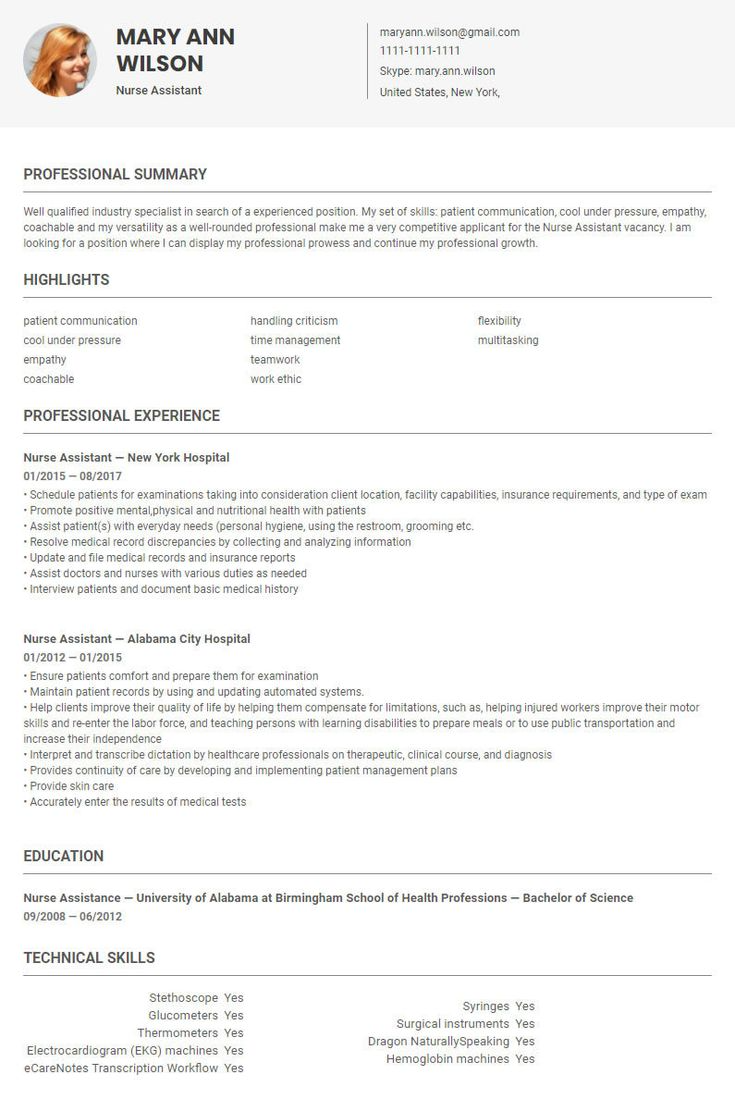 MARY ANN
WILSON
Nurse Assistant
maryann.wilson@gmail.com
1111-1111-1111
Skype: mary.ann.wilson
United States, New York,
PROFESSIONAL SUMMARY
Well qualified industry specialist in search of a experienced position. My set of skills: patient communication, cool under pressure, empathy,
coachable and my versatility as a well-rounded professional make me a very competitive applicant for the Nurse Assistant vacancy. I am
looking for a position where I can display my professional prowess and continue my professional growth.
HIGHLIGHTS
patient communication
cool under pressure
empathy
coachable
handling criticism
time management
teamwork
work ethic
flexibility
multitasking
PROFESSIONAL EXPERIENCE
Nurse Assistant — New York Hospital
01/2015 — 08/2017
• Schedule patients for examinations taking into consideration client location, facility capabilities, insurance requirements, and type of exam
• Promote positive mental,physical and nutritional health with patients
• Assist patient(s) with everyday needs (personal hygiene, using the restroom, grooming etc.
• Resolve medical record discrepancies by collecting and analyzing information
• Update and file medical records and insurance reports
• Assist doctors and nurses with various duties as needed
• Interview patients and document basic medical history
Nurse Assistant — Alabama City Hospital
01/2012 — 01/2015
• Ensure patients comfort and prepare them for examination
• Maintain patient records by using and updating automated systems.
• Help clients improve their quality of life by helping them compensate for limitations, such as, helping injured workers improve their motor
skills and re-enter the labor force, and teaching persons with learning disabilities to prepare meals or to use public transportation and
increase their independence
• Interpret and transcribe dictation by healthcare professionals on therapeutic, clinical course, and diagnosis
• Provides continuity of care by developing and implementing patient management plans
• Provide skin care
• Accurately enter the results of medical tests
EDUCATION
Nurse Assistance — University of Alabama at Birmingham School of Health Professions — Bachelor of Science
09/2008 — 06/2012
TECHNICAL SKILLS
Stethoscope Yes
Glucometers Yes
Thermometers Yes
Electrocardiogram (EKG) machines Yes
eCareNotes Transcription Workflow Yes
Syringes Yes
Surgical instruments Yes
Dragon NaturallySpeaking Yes
Hemoglobin machines Yes